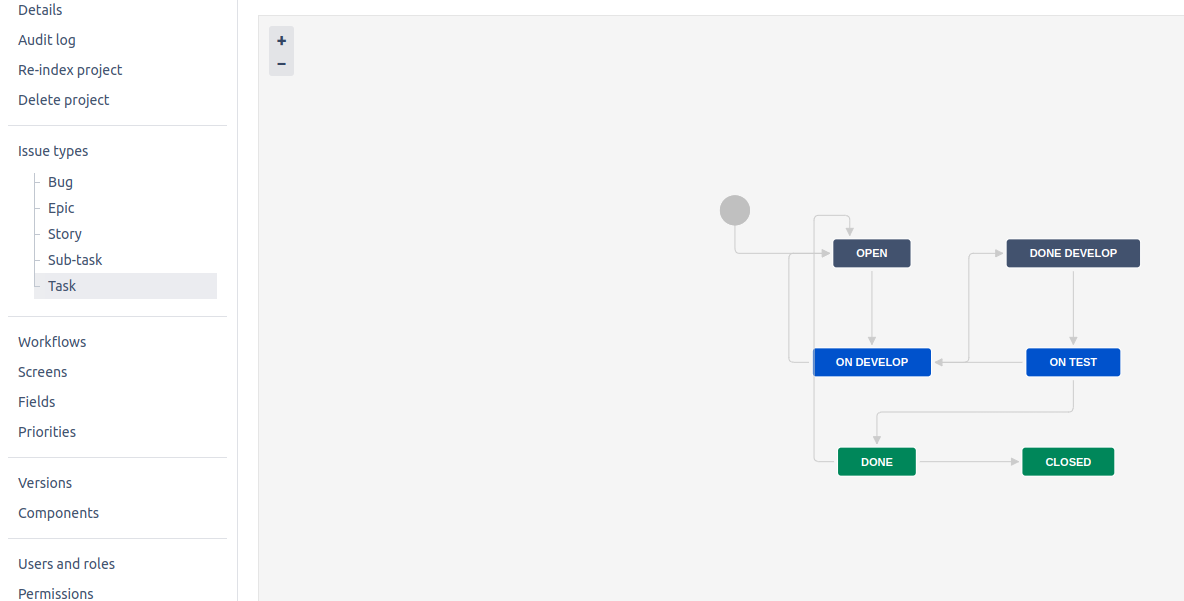 Details
Audit log
Re-index project
Delete project
Issue types
Bug
Epic
Story
Sub-task
Task
Workflows
Screens
Fields
Priorities
Versions
Components
Users and roles
Permissions
+
−
OPEN
DONE DEVELOP
ON DEVELOP
ON TEST
DONE
CLOSED